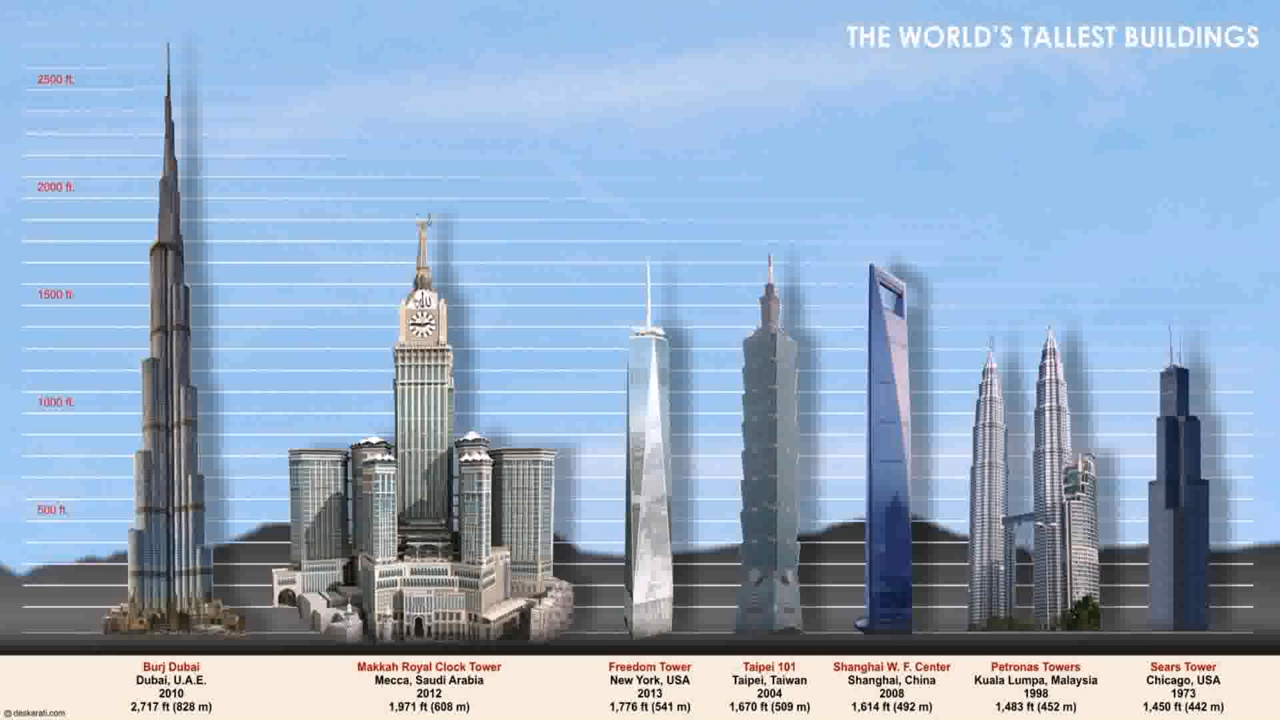 THE WORLD'S TALLEST BUILDINGS
2500 ft.
2000 ft.
1500 ft.
1000 ft.
500 ft.
Burj Dubai
Dubai, U.A.E.
2010
2,717 ft (828 m)
Makkah Royal Clock Tower
Mecca, Saudi Arabia
2012
1,971 ft (608 m)
Freedom Tower
New York, USA
2013
1,776 ft (541 m)
Taipei 101
Taipei, Taiwan
2004
1,670 ft (509 m)
Shanghai W. F. Center
Shanghai, China
2008
1,614 ft (492 m)
Petronas Towers
Kuala Lumpa, Malaysia
1998
1,483 ft (452 m)
Sears Tower
Chicago, USA
1973
1,450 ft (442 m)
@ deskarati.com